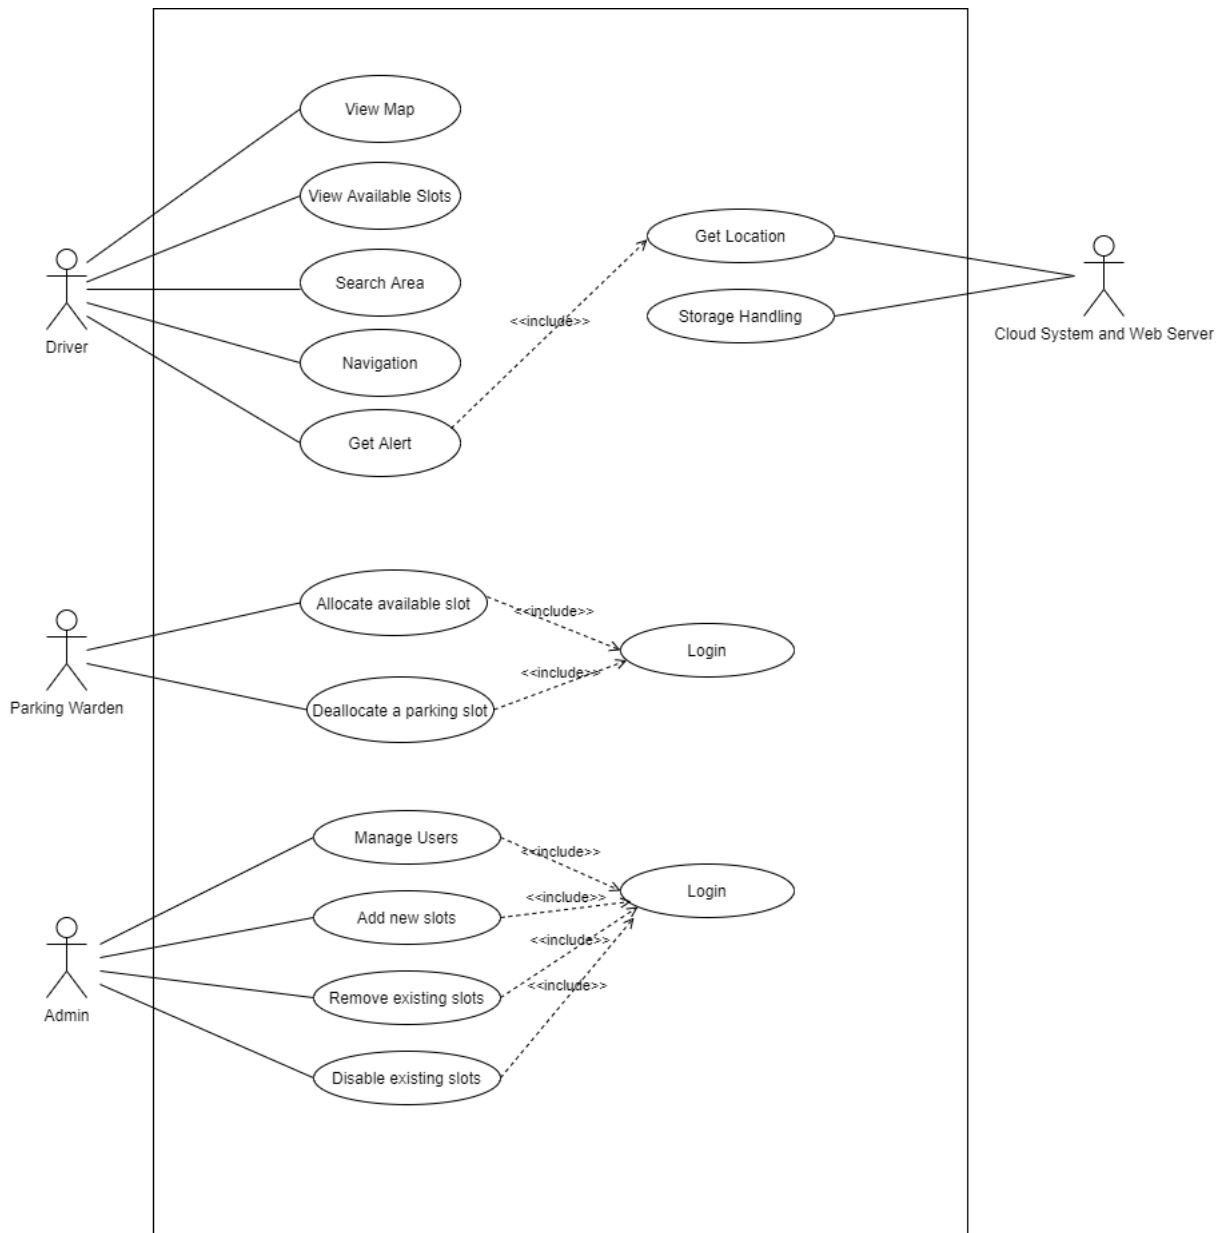 View Map
View Available Slots
Get Location
Search Area
Storage Handling
<<include>>
Cloud System and Web Server
Driver
Navigation
Get Alert
Allocate available slot
<<include>>
Login
<<include>>
Parking Warden
Deallocate a parking slot
Manage Users
<<include>>
Login
<<include>>
Add new slots
<<include>>
<<include>>
Remove existing slots
Admin
Disable existing slots